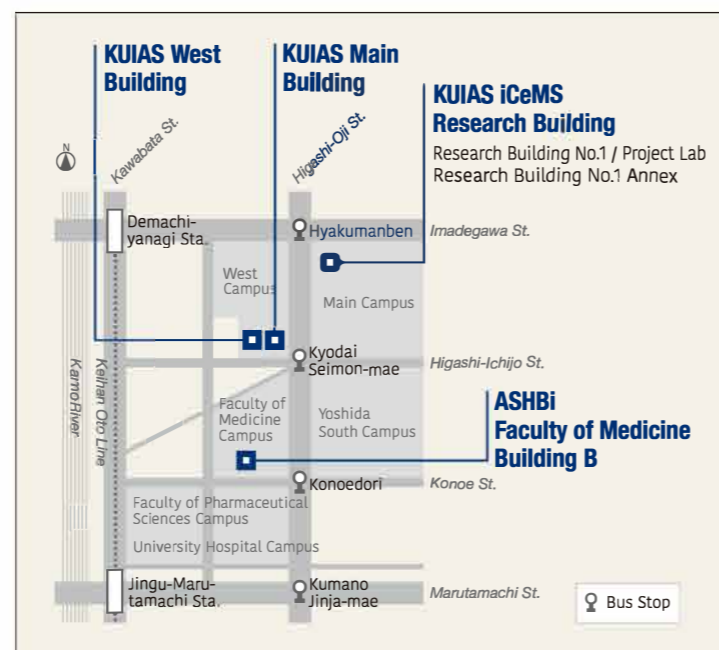 KUIAS West
Building
KUIAS Main
Building
KUIAS iCeMS
Research Building
Research Building No.1 / Project Lab
Research Building No.1 Annex
N
Kawabata St.
Higashi-Oji St.
Demachi-
yanagi Sta.
Hyakumanben
Imadegawa St.
West
Campus
Main Campus
Kyodai
Seimon-mae
Higashi-Ichijo St.
Kamo River
Keihan Oto Line
Faculty of
Medicine
Campus
Yoshida
South Campus
ASHBi
Faculty of Medicine
Building B
Konoedori
Konoe St.
Faculty of Pharmaceutical
Sciences Campus
University Hospital Campus
Jingu-Maru-
tamachi Sta.
Kumano
Jinja-mae
Marutamachi St.
Bus Stop